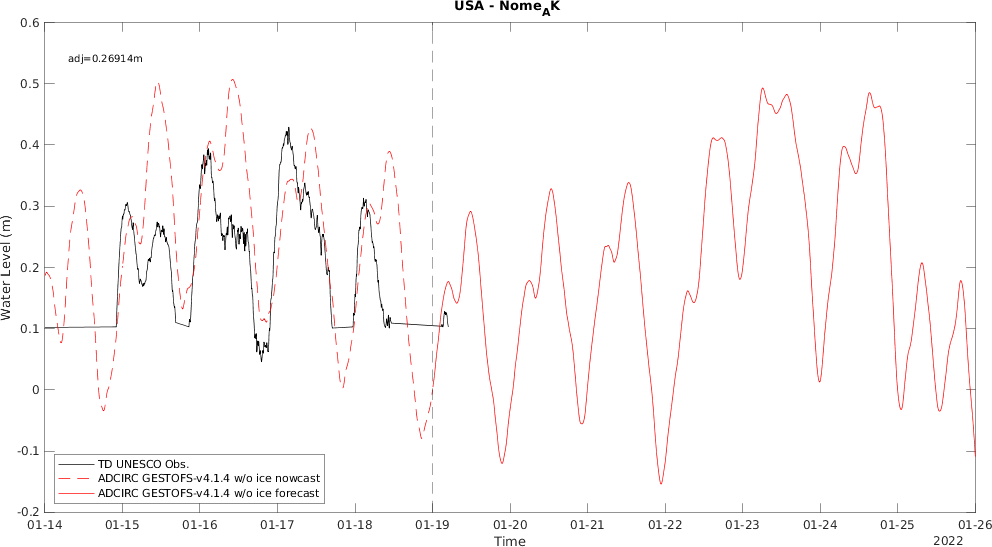 USA - Nome_AK
adj=0.26914m
0.6
0.5
0.4
0.3
0.2
0.1
0
-0.1
-0.2
Water Level (m)
TD UNESCO Obs.
ADCIRC GESTOFS-v4.1.4 w/o ice nowcast
ADCIRC GESTOFS-v4.1.4 w/o ice forecast
01-14 01-15 01-16 01-17 01-18 01-19 01-20 01-21 01-22 01-23 01-24 01-25 01-26
Time
2022